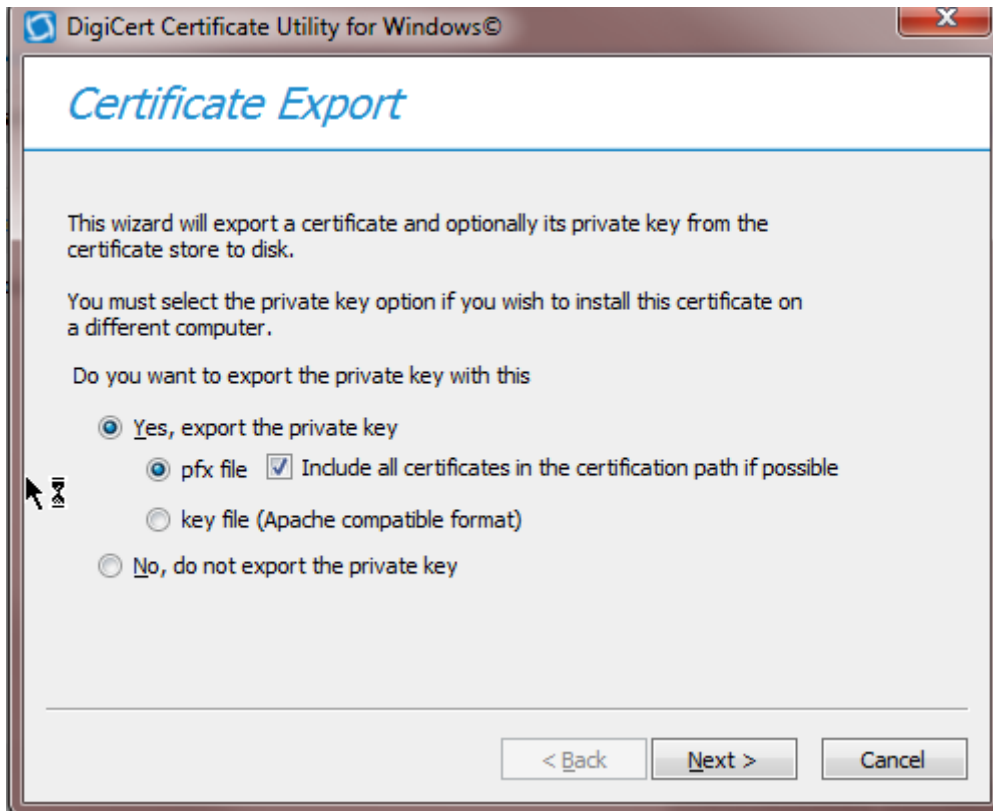 DigiCert Certificate Utility for Windows©
x
Certificate Export
This wizard will export a certificate and optionally its private key from the
certificate store to disk.
You must select the private key option if you wish to install this certificate on
a different computer.
Do you want to export the private key with this
Yes, export the private key
pfx file Include all certificates in the certification path if possible
key file (Apache compatible format)
No, do not export the private key
< Back Next > Cancel